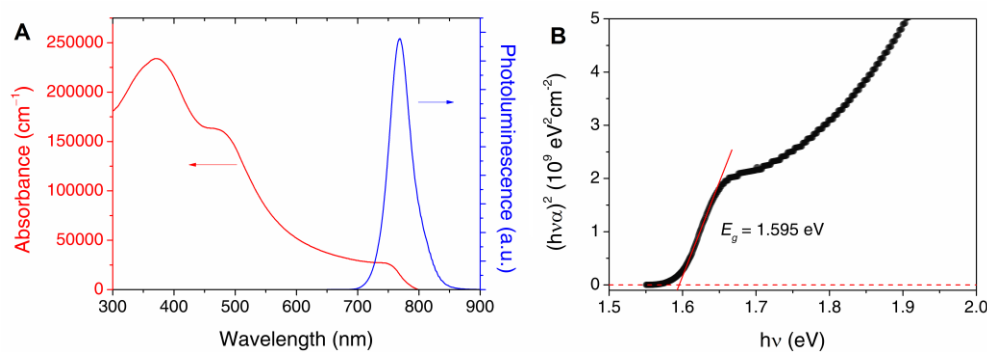 A
Absorbance (cm⁻¹)
250000
200000
150000
100000
50000
0
300 400 500 600 700 800 900
Wavelength (nm)
Photoluminescence (a.u.)
B
(hνα)² (10⁹ eV²cm⁻²)
5
4
3
2
1
0
E_g = 1.595 eV
1.5 1.6 1.7 1.8 1.9 2.0
hν (eV)